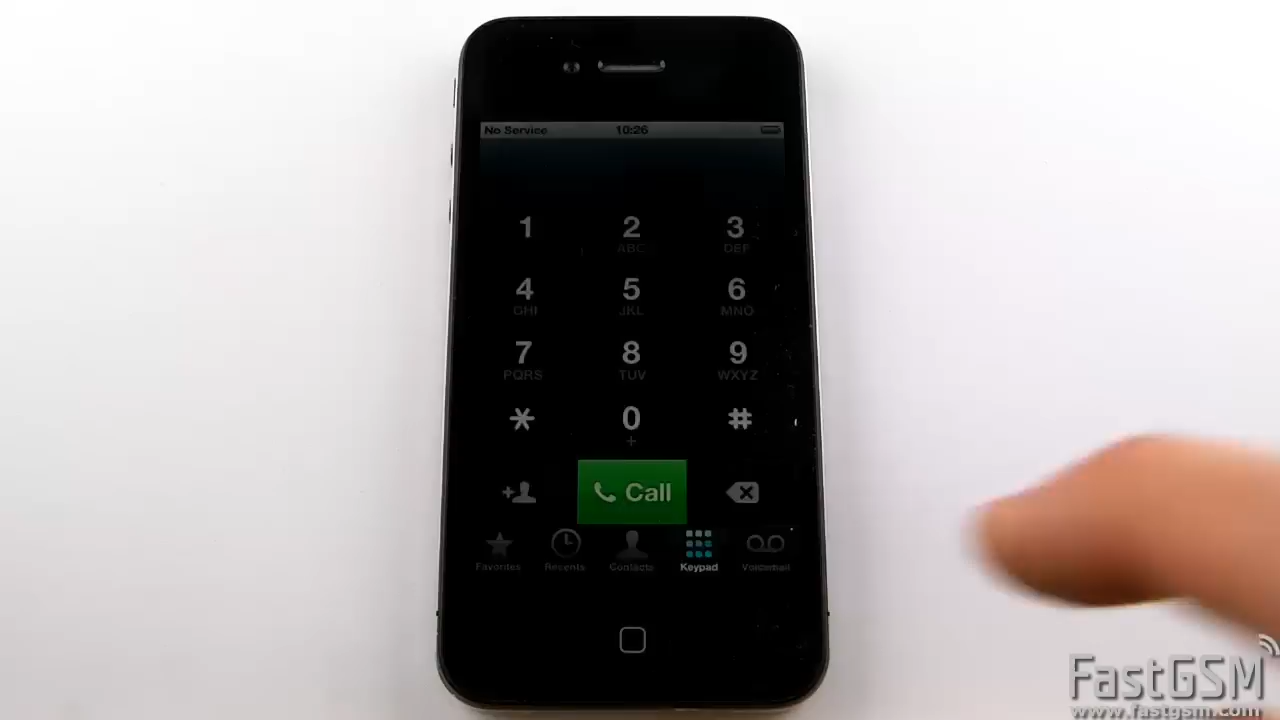 No Service 10:26
1 2 3
ABC DEF
4 5 6
GHI JKL MNO
7 8 9
PQRS TUV WXYZ
* 0 #
+
+ Call
Favorites Recents Contacts Keypad Voicemail
FastGSM
www.fastgsm.com